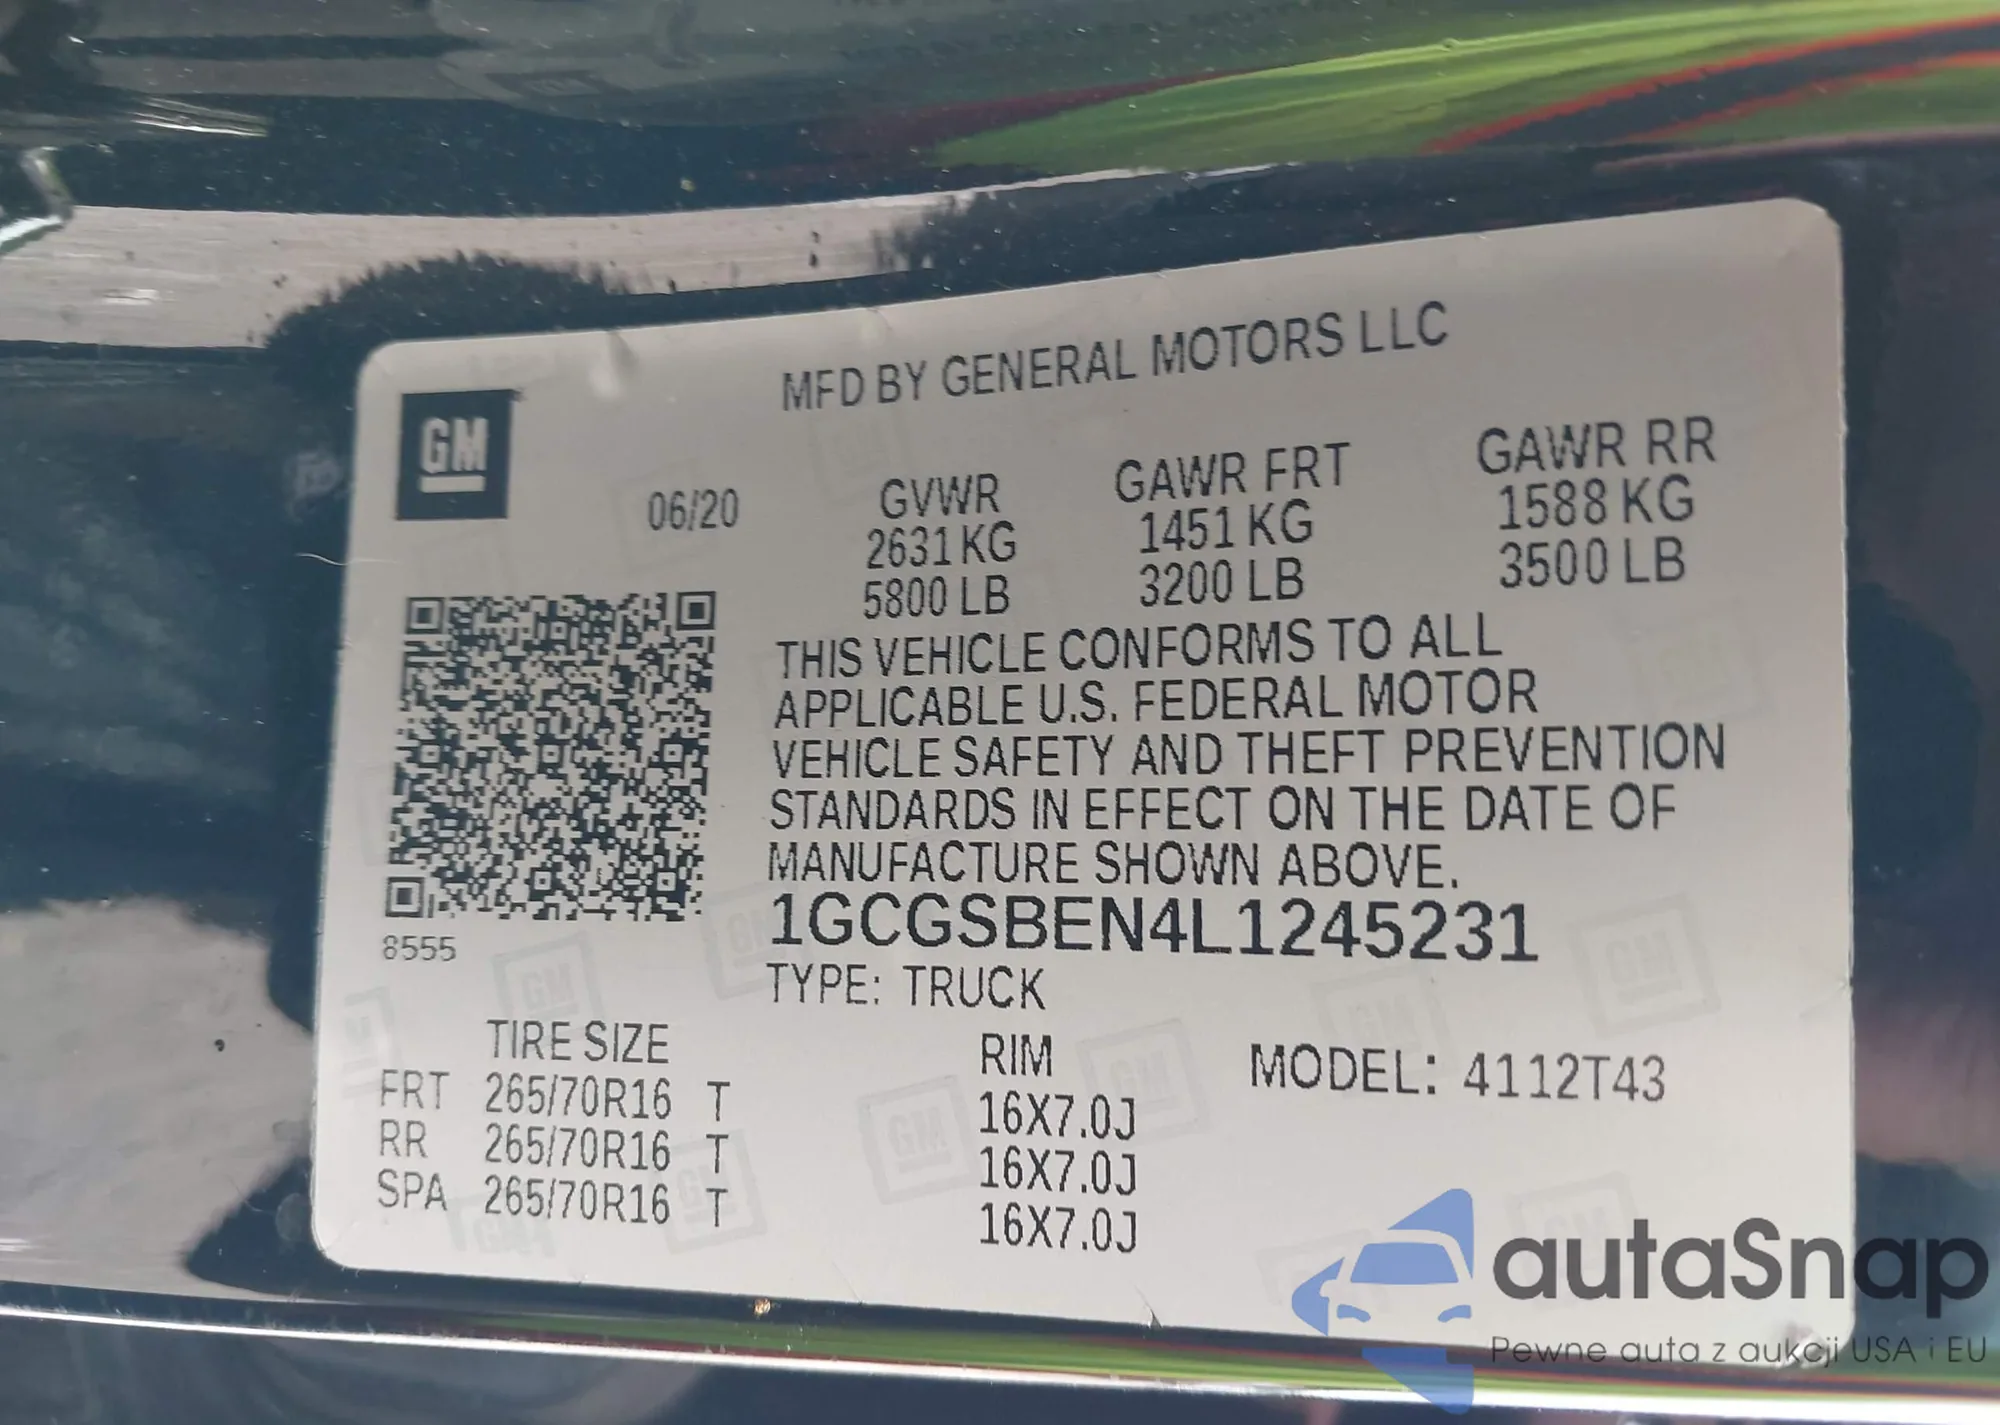 MFD BY GENERAL MOTORS LLC
GM
06/20
GVWR GAWR FRT GAWR RR
2631 KG 1451 KG 1588 KG
5800 LB 3200 LB 3500 LB
THIS VEHICLE CONFORMS TO ALL
APPLICABLE U.S. FEDERAL MOTOR
VEHICLE SAFETY AND THEFT PREVENTION
STANDARDS IN EFFECT ON THE DATE OF
MANUFACTURE SHOWN ABOVE.
1GCGSBEN4L1245231
8555
TYPE: TRUCK
TIRE SIZE RIM MODEL: 4112T43
FRT 265/70R16 T 16X7.0J
RR 265/70R16 T 16X7.0J
SPA 265/70R16 T 16X7.0J
autaSnap
Pewne auta z aukcji USA i EU